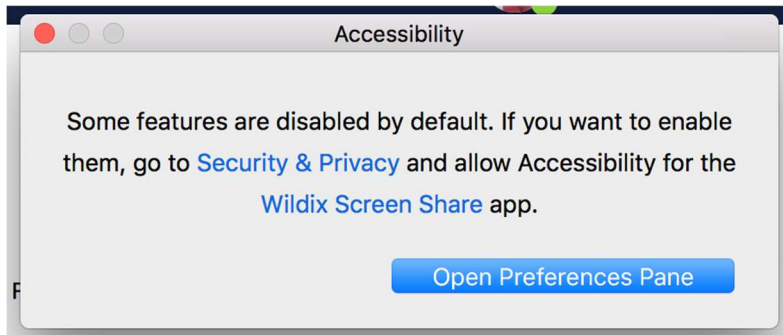 Accessibility
Some features are disabled by default. If you want to enable
them, go to Security & Privacy and allow Accessibility for the
Wildix Screen Share app.
Open Preferences Pane
F